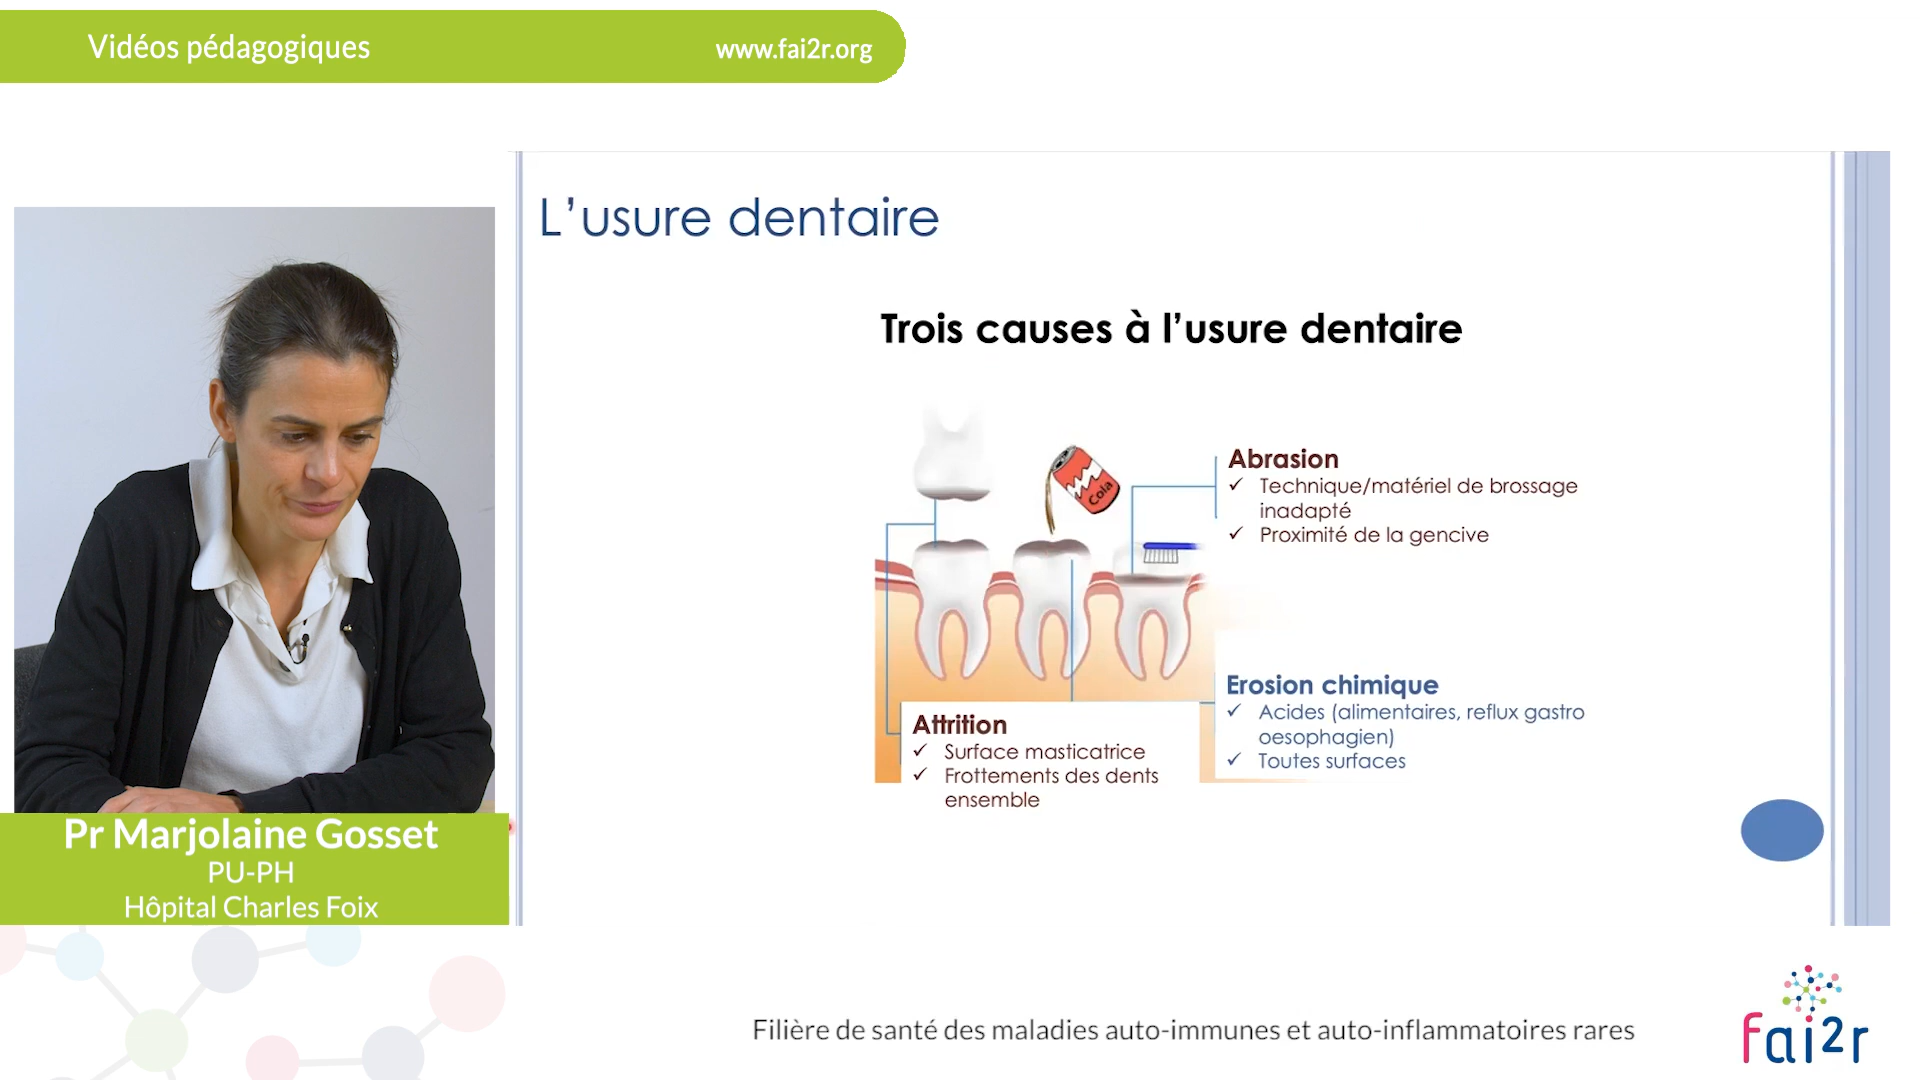 Vidéos pédagogiques
www.fai2r.org
L’usure dentaire
Trois causes à l’usure dentaire
Cola
Abrasion
✓ Technique/matériel de brossage
inadapté
✓ Proximité de la gencive
Erosion chimique
✓ Acides (alimentaires, reflux gastro
oesophagien)
✓ Toutes surfaces
Attrition
✓ Surface masticatrice
✓ Frottements des dents
ensemble
Pr Marjolaine Gosset
PU-PH
Hôpital Charles Foix
Filière de santé des maladies auto-immunes et auto-inflammatoires rares
fai2r